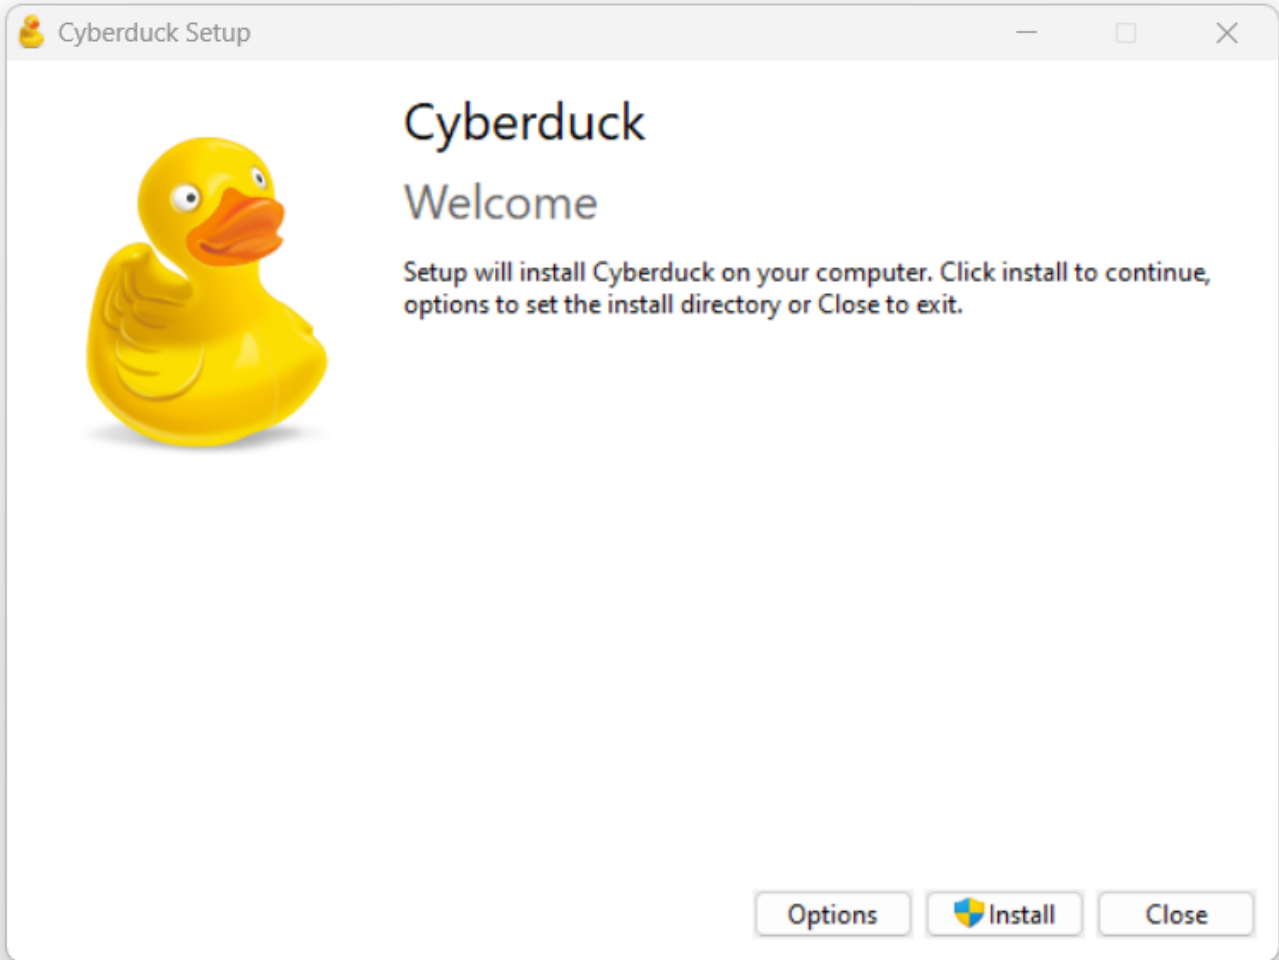 Cyberduck Setup
Cyberduck
Welcome
Setup will install Cyberduck on your computer. Click install to continue,
options to set the install directory or Close to exit.
Options
Install
Close